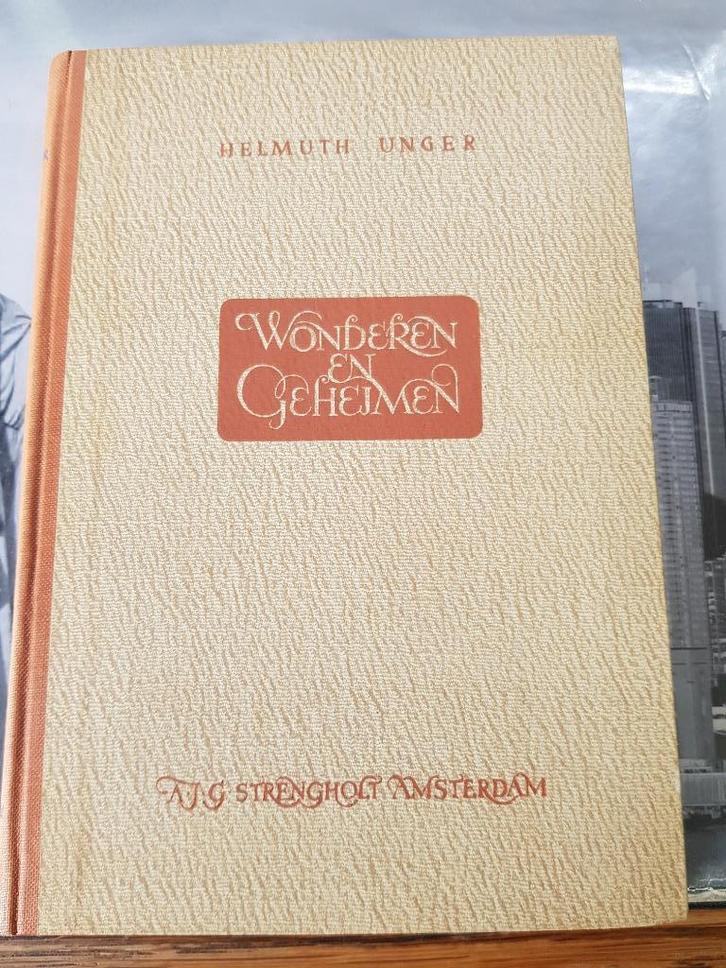 HELMUTH UNGER
WONDEREN
EN
GEHEIMEN
A.J.G STRENGHOLT AMSTERDAM